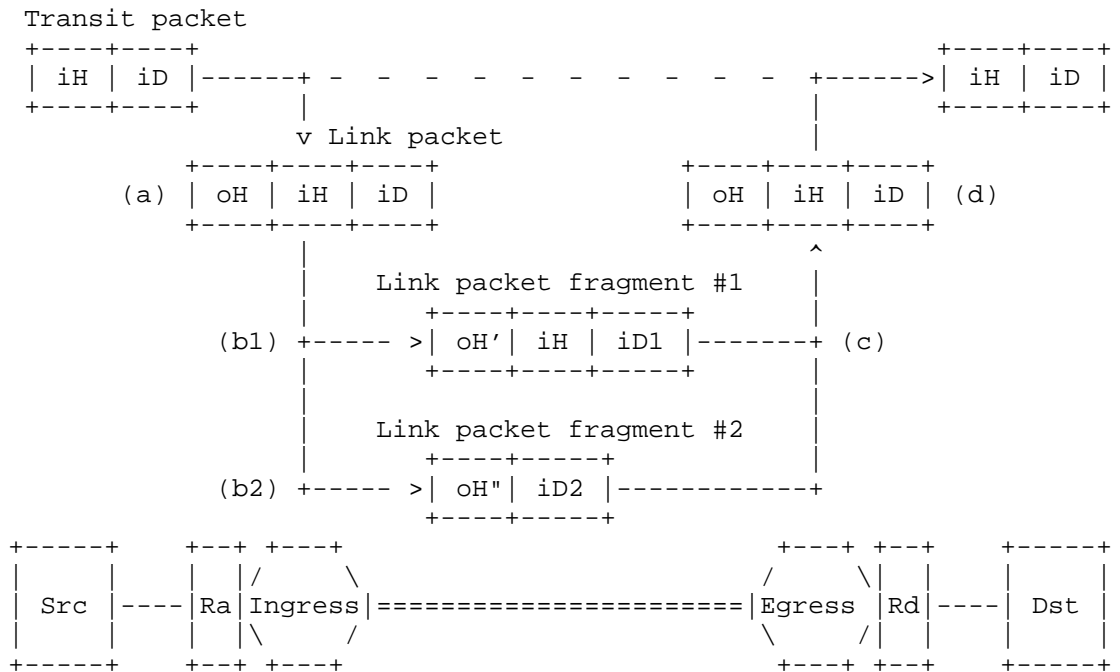 Transit packet
+----+----+                                              +----+----+
| iH | iD |------+ -  -  -  -  -  -  -  -  -  - +------>| iH | iD |
+----+----+      |                               |       +----+----+
                 v Link packet                   |
          +----+----+----+               +----+----+----+
      (a) | oH | iH | iD |               | oH | iH | iD | (d)
          +----+----+----+               +----+----+----+
                 |                               ^
                 |    Link packet fragment #1    |
                 |       +----+----+-----+       |
            (b1) +----- >| oH'| iH | iD1 |-------+ (c)
                 |       +----+----+-----+       |
                 |                               |
                 |    Link packet fragment #2    |
                 |       +----+-----+            |
            (b2) +----- >| oH"| iD2 |------------+
                         +----+-----+
+-----+    +--+ +---+                           +---+ +--+    +-----+
|     |    |  |/     \                         /     \|  |    |     |
| Src |----|Ra|Ingress|=======================|Egress |Rd|----| Dst |
|     |    |  |\     /                         \     /|  |    |     |
+-----+    +--+ +---+                           +---+ +--+    +-----+